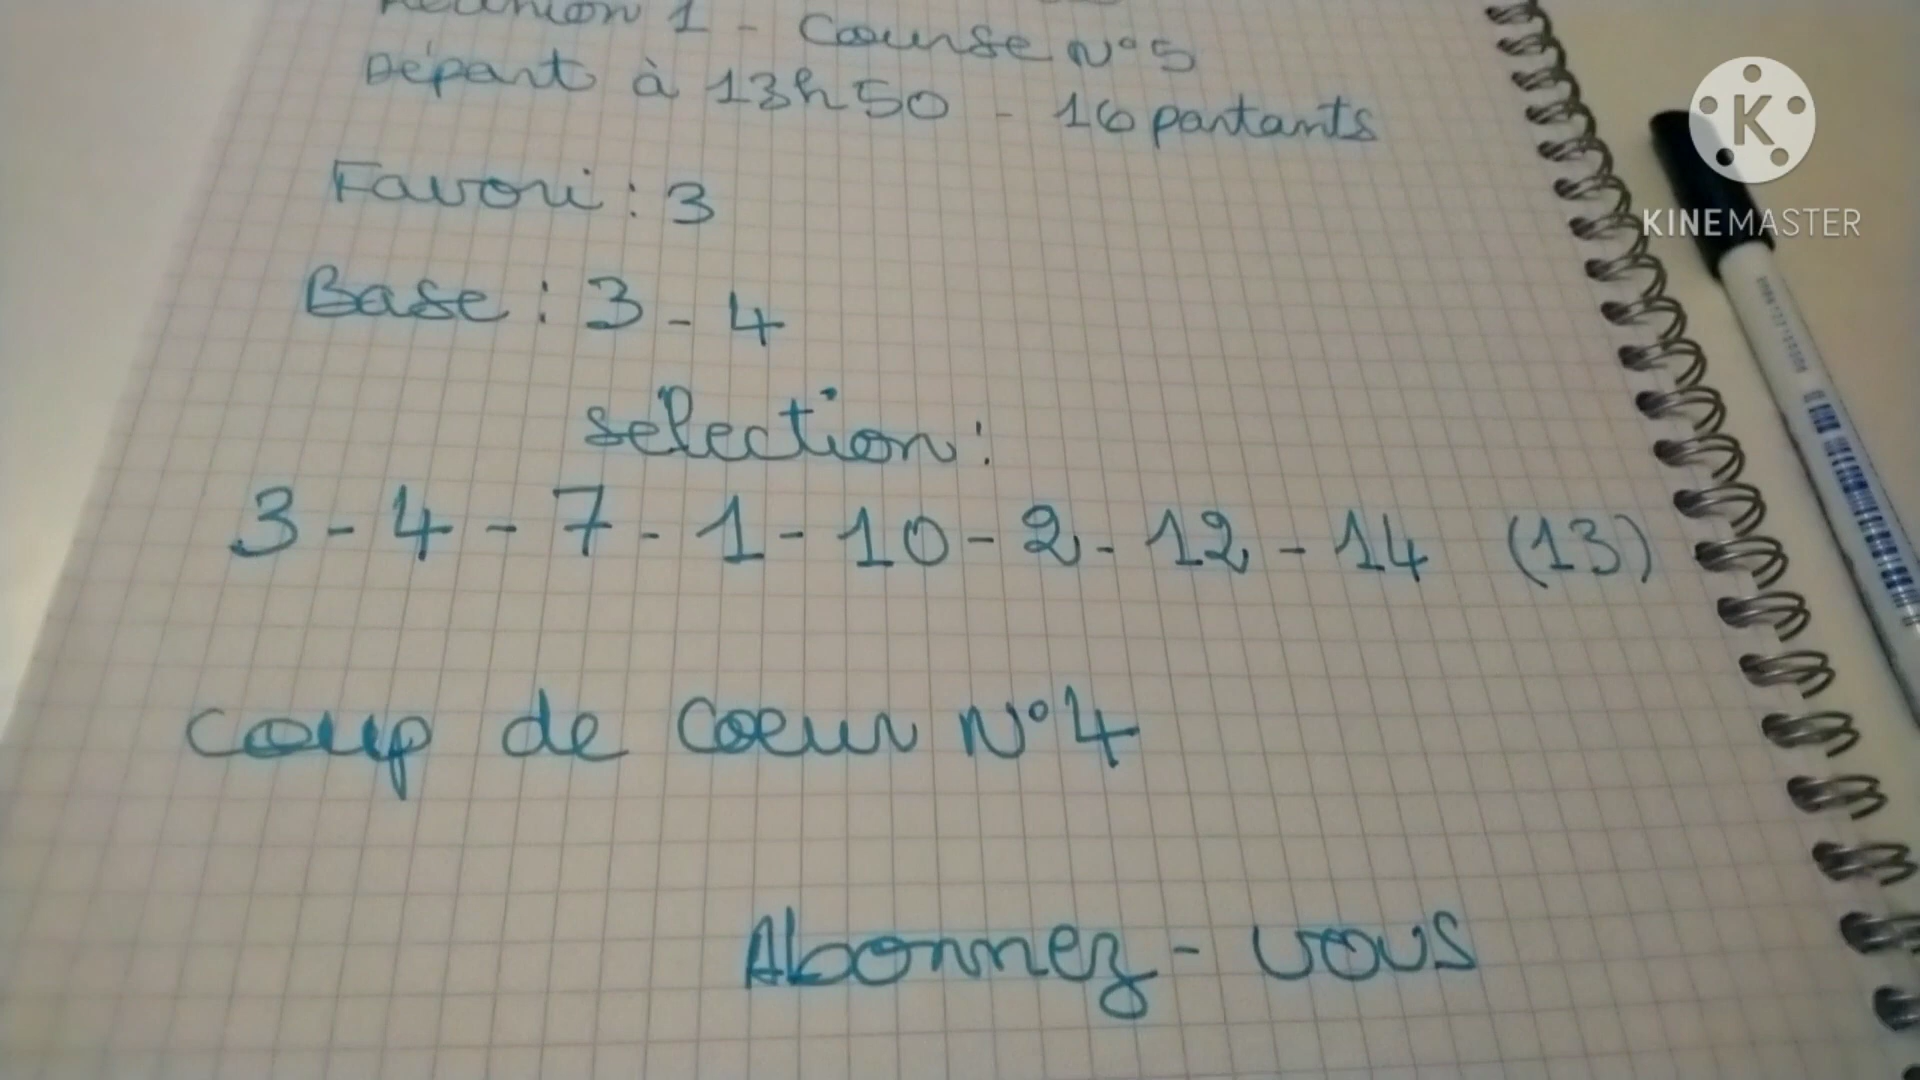 Réunion 1 - Course N°5
Départ à 13h50 - 16 partants
Favori : 3
Base : 3 - 4
sélection :
3 - 4 - 7 - 1 - 10 - 2 - 12 - 14 (13)
coup de coeur N°4
Abonnez - vous
K
KINEMASTER